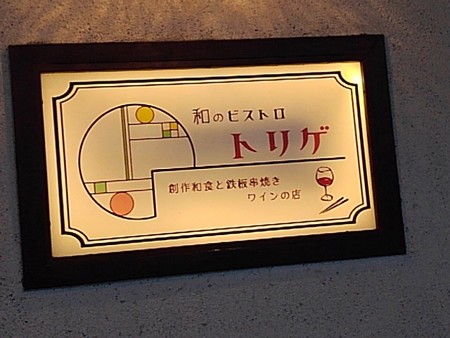 和のビストロ
トリゲ
創作和食と鉄板串焼き
ワインの店